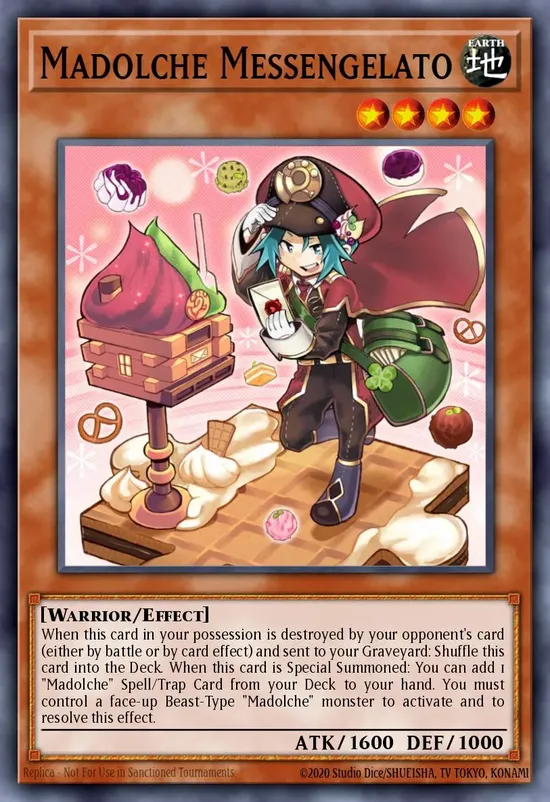 MADOLCHE MESSENGELATO
EARTH
地
[WARRIOR/EFFECT]
When this card in your possession is destroyed by your opponent's card
(either by battle or by card effect) and sent to your Graveyard: Shuffle this
card into the Deck. When this card is Special Summoned: You can add 1
"Madolche" Spell/Trap Card from your Deck to your hand. You must
control a face-up Beast-Type "Madolche" monster to activate and to
resolve this effect.
ATK/1600 DEF/1000
Replica - Not For Use in Sanctioned Tournaments
©2020 Studio Dice/SHUEISHA, TV TOKYO, KONAMI